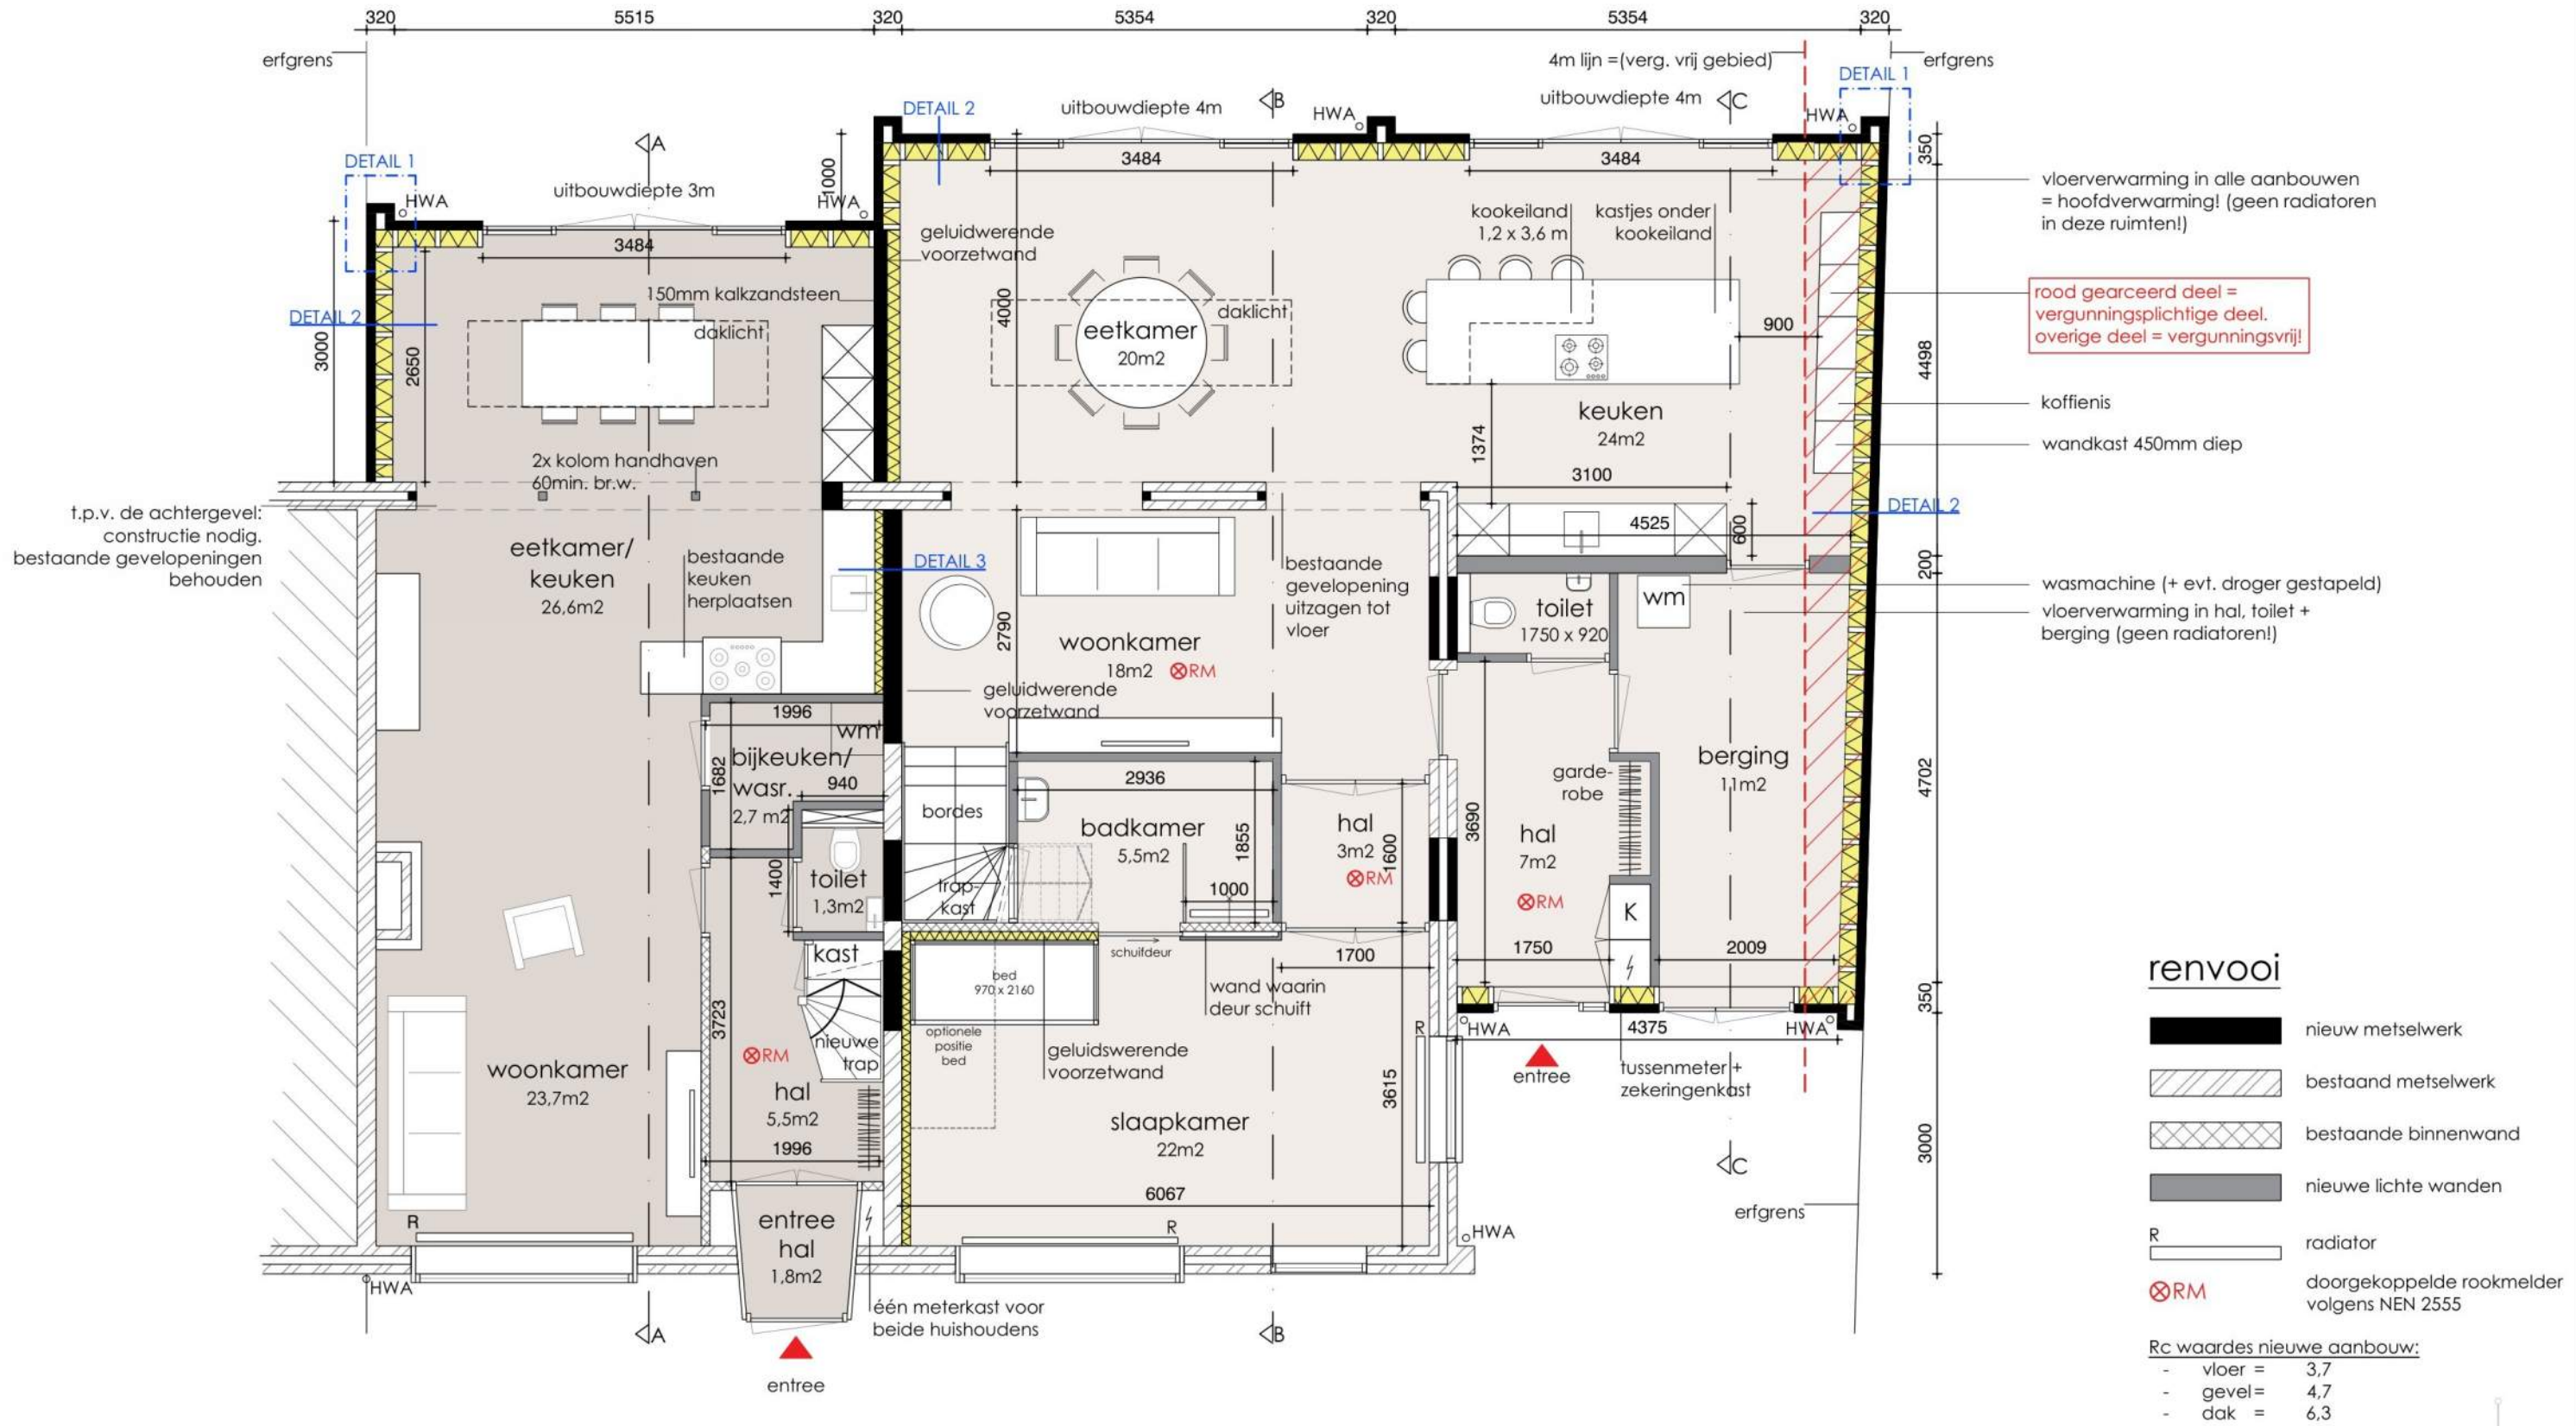 320
5515
320
5354
320
5354
320
erfgrens
4m lijn =(verg. vrij gebied)
erfgrens
DETAIL 1
DETAIL 2
uitbouwdiepte 4m
B
HWA
uitbouwdiepte 4m
C
HWA
A
DETAIL 1
uitbouwdiepte 3m
1000
HWA
HWA
3484
3484
3484
350
vloerverwarming in alle aanbouwen
= hoofdverwarming! (geen radiatoren
in deze ruimten!)
geluidwerende
voorzetwand
kookeiland
1,2 x 3,6 m
kastjes onder
kookeiland
150mm kalkzandsteen
DETAIL 2
3000
2650
daklicht
4000
eetkamer
20m2
daklicht
900
4498
rood gearceerd deel =
vergunningsplichtige deel.
overige deel = vergunningsvrij!
koffienis
wandkast 450mm diep
keuken
24m2
1374
3100
2x kolom handhaven
60min. br.w.
t.p.v. de achtergevel:
constructie nodig.
bestaande gevelopeningen
behouden
DETAIL 2
4525
600
200
eetkamer/
keuken
26,6m2
bestaande
keuken
herplaatsen
DETAIL 3
bestaande
gevelopening
uitzagen tot
vloer
2790
woonkamer
18m2
RM
geluidwerende
voorzetwand
toilet
1750 x 920
wm
wasmachine (+ evt. droger gestapeld)
vloerverwarming in hal, toilet +
berging (geen radiatoren!)
1996
wm
bijkeuken/
wasr.
2,7 m2
1682
940
bordes
trap-
kast
2936
badkamer
5,5m2
1855
1000
hal
3m2
1600
RM
3690
garde-
robe
hal
7m2
RM
berging
11m2
4702
K
1750
2009
1400
toilet
1,3m2
kast
3723
nieuwe
trap
RM
hal
5,5m2
1996
schuifdeur
bed
970 x 2160
optionele
positie
bed
1700
wand waarin
deur schuift
geluidswerende
voorzetwand
R
3615
slaapkamer
22m2
6067
HWA
4375
HWA
350
entree
tussenmeter +
zekeringenkast
C
3000
erfgrens
woonkamer
23,7m2
R
R
HWA
HWA
entree
hal
1,8m2
één meterkast voor
beide huishoudens
A
B
entree
renvooi
nieuw metselwerk
bestaand metselwerk
bestaande binnenwand
nieuwe lichte wanden
R
radiator
RM
doorgekoppelde rookmelder
volgens NEN 2555
Rc waardes nieuwe aanbouw:
- vloer = 3,7
- gevel= 4,7
- dak = 6,3